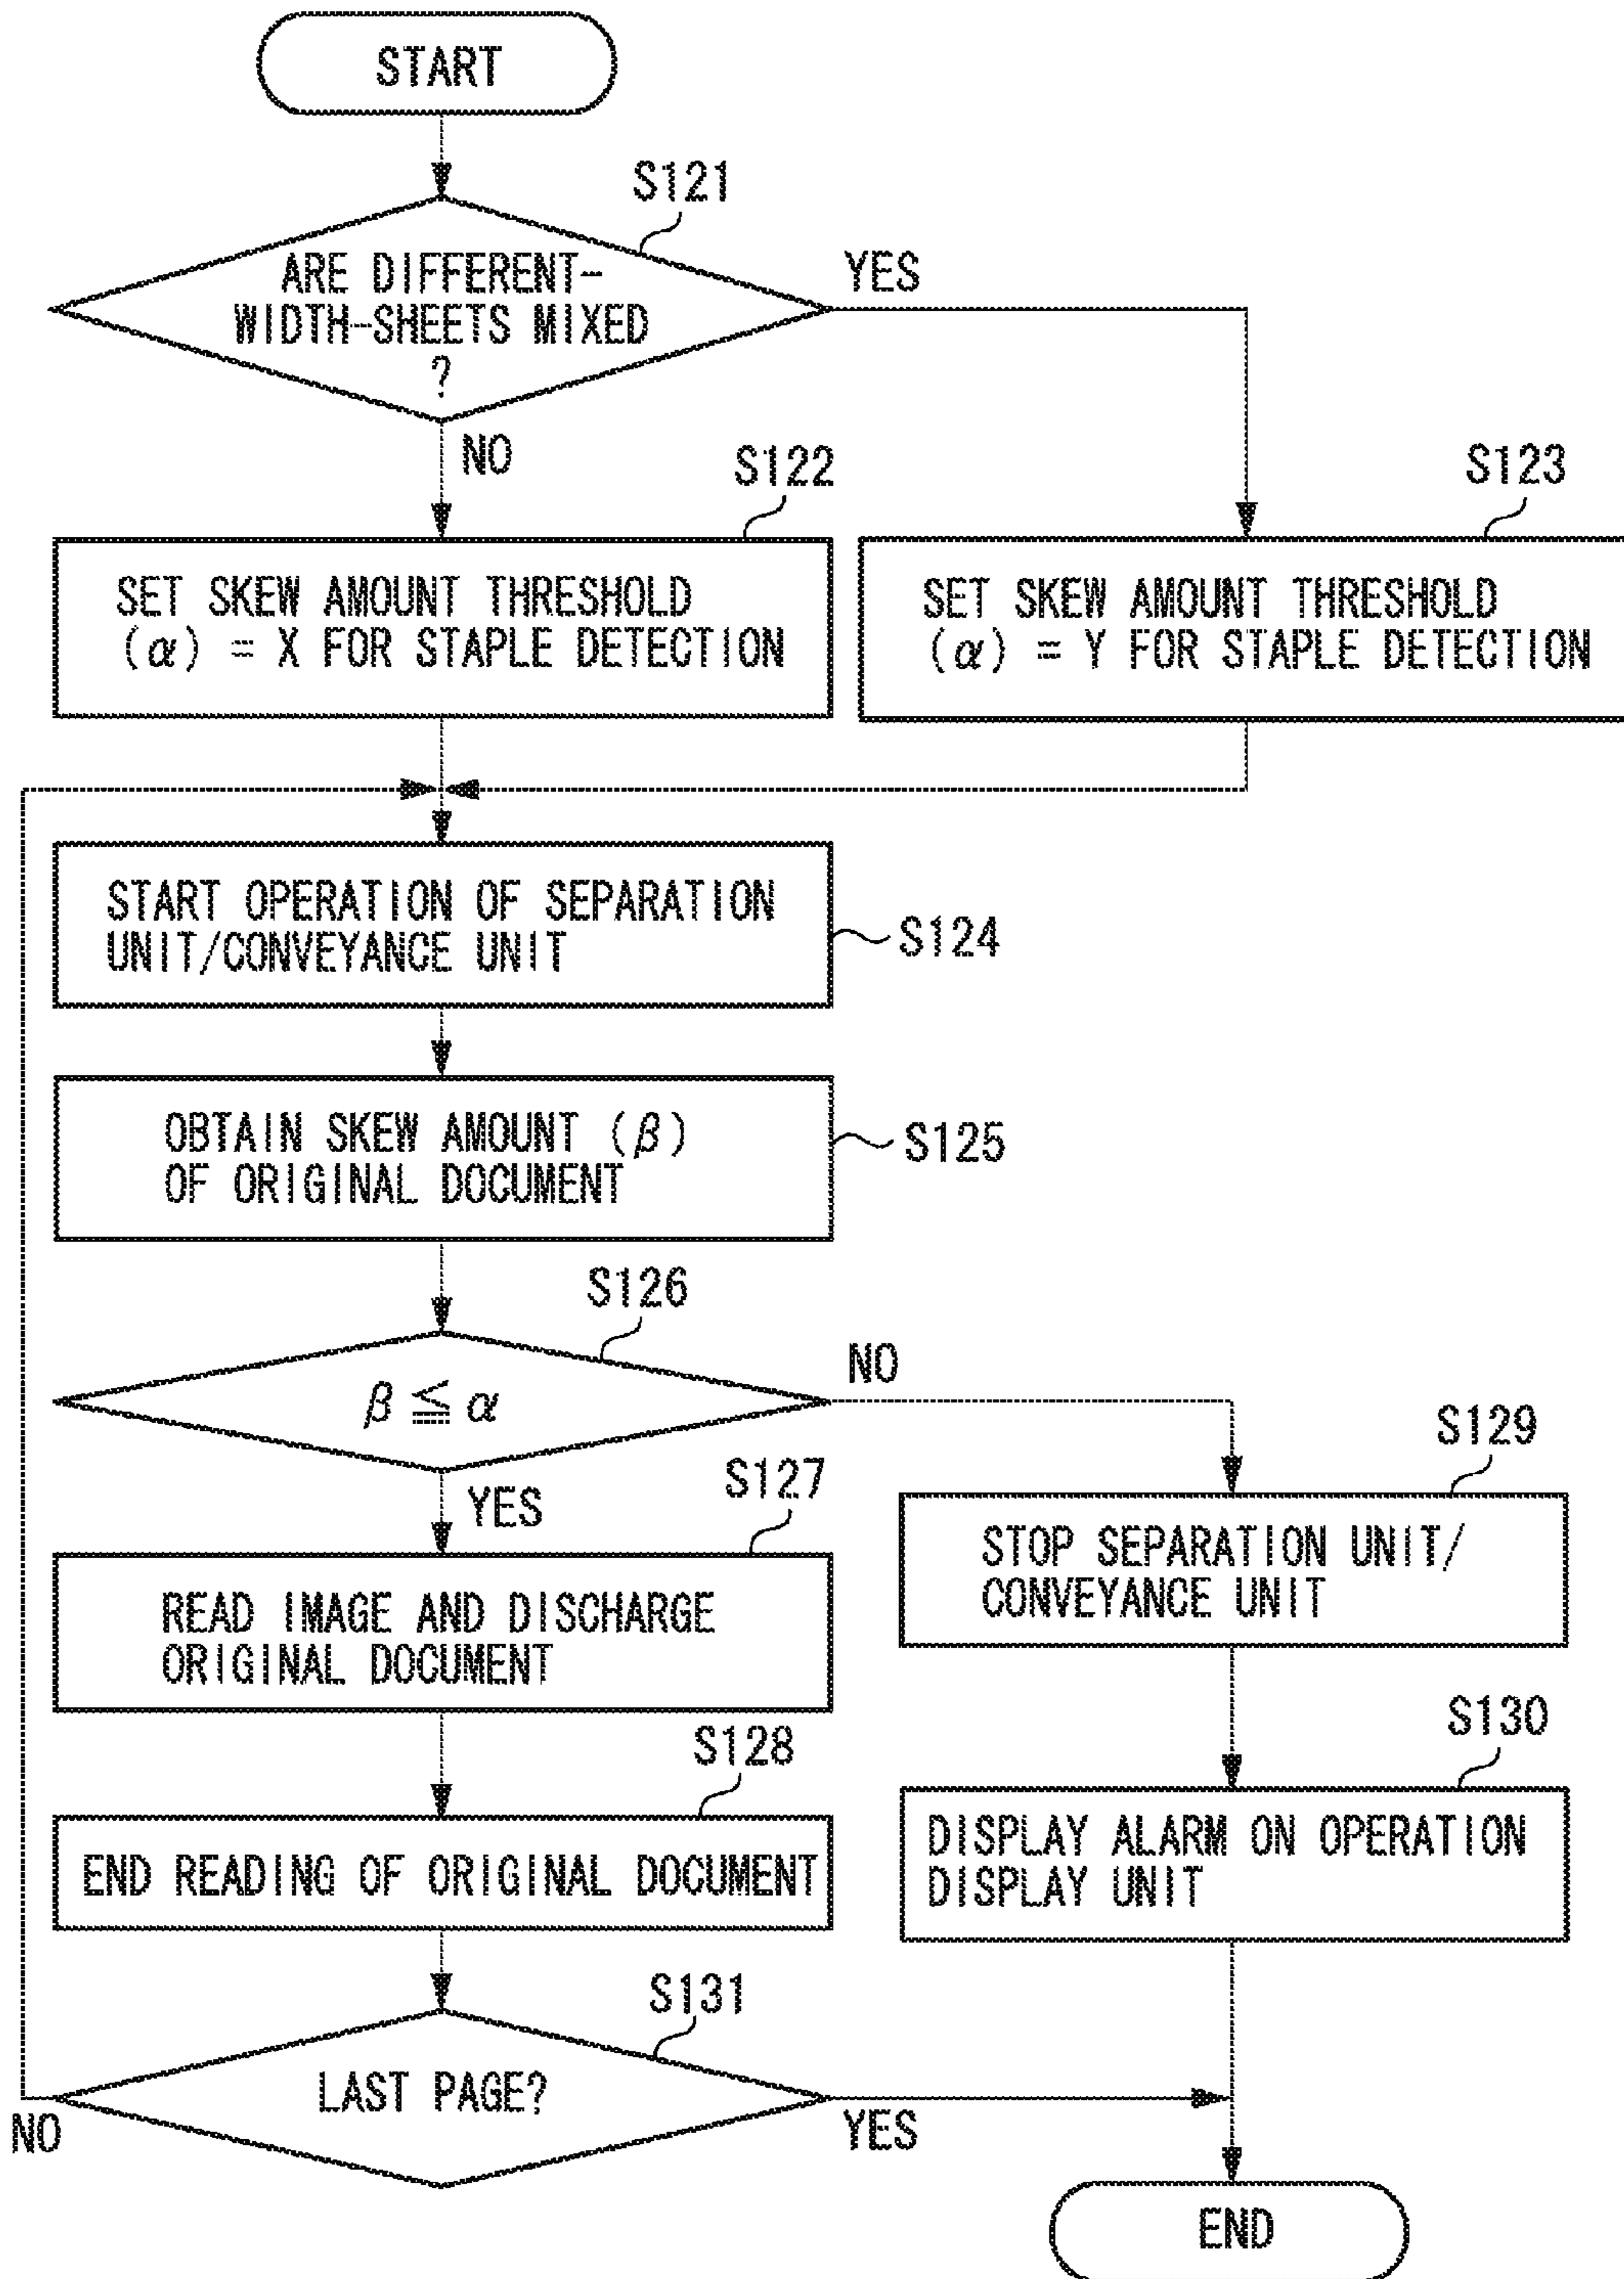 START
S121
ARE DIFFERENT-
WIDTH-SHEETS MIXED
?
YES
NO
S122
S123
SET SKEW AMOUNT THRESHOLD
(α) = X FOR STAPLE DETECTION
SET SKEW AMOUNT THRESHOLD
(α) = Y FOR STAPLE DETECTION
START OPERATION OF SEPARATION
UNIT/CONVEYANCE UNIT
S124
OBTAIN SKEW AMOUNT (β)
OF ORIGINAL DOCUMENT
S125
S126
β ≦ α
NO
YES
S127
S129
READ IMAGE AND DISCHARGE
ORIGINAL DOCUMENT
STOP SEPARATION UNIT/
CONVEYANCE UNIT
S128
S130
END READING OF ORIGINAL DOCUMENT
DISPLAY ALARM ON OPERATION
DISPLAY UNIT
S131
LAST PAGE?
NO
YES
END